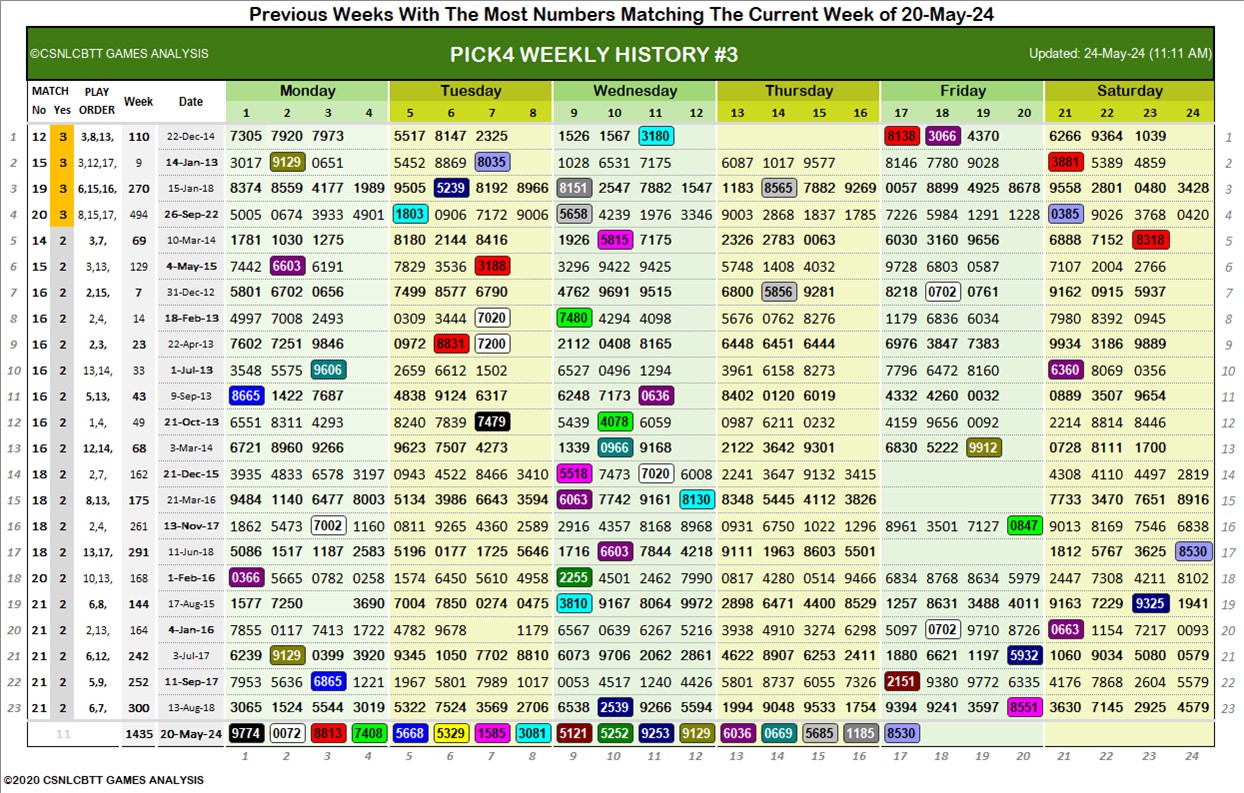 Previous Weeks With The Most Numbers Matching The Current Week of 20-May-24
©CSNLCBTT GAMES ANALYSIS PICK4 WEEKLY HISTORY #3 Updated: 24-May-24 (11:11 AM)
MATCH PLAY Week Date Monday Tuesday Wednesday Thursday Friday Saturday
No Yes ORDER 1 2 3 4 5 6 7 8 9 10 11 12 13 14 15 16 17 18 19 20 21 22 23 24
1 12 3 3,8,13, 110 22-Dec-14 7305 7920 7973 5517 8147 2325 1526 1567 3180 8138 3066 4370 6266 9364 1039 1
2 15 3 3,12,17, 9 14-Jan-13 3017 9129 0651 5452 8869 8035 1028 6531 7175 6087 1017 9577 8146 7780 9028 3881 5389 4859 2
3 19 3 6,15,16, 270 15-Jan-18 8374 8559 4177 1989 9505 5239 8192 8966 8151 2547 7882 1547 1183 8565 7882 9269 0057 8899 4925 8678 9558 2801 0480 3428 3
4 20 3 8,15,17, 494 26-Sep-22 5005 0674 3933 4901 1803 0906 7172 9006 5658 4239 1976 3346 9003 2868 1837 1785 7226 5984 1291 1228 0385 9026 3768 0420 4
5 14 2 3,7, 69 10-Mar-14 1781 1030 1275 8180 2144 8416 1926 5815 7175 2326 2783 0063 6030 3160 9656 6888 7152 8318 5
6 15 2 3,13, 129 4-May-15 7442 6603 6191 7829 3536 3188 3296 9422 9425 5748 1408 4032 9728 6803 0587 7107 2004 2766 6
7 16 2 2,15, 7 31-Dec-12 5801 6702 0656 7499 8577 6790 4762 9691 9515 6800 5856 9281 8218 0702 0761 9162 0915 5937 7
8 16 2 2,4, 14 18-Feb-13 4997 7008 2493 0309 3444 7020 7480 4294 4098 5676 0762 8276 1179 6836 6034 7980 8392 0945 8
9 16 2 2,3, 23 22-Apr-13 7602 7251 9846 0972 8831 7200 2112 0408 8165 6448 6451 6444 6976 3847 7383 9934 3186 9889 9
10 16 2 13,14, 33 1-Jul-13 3548 5575 9606 2659 6612 1502 6527 0496 1294 3961 6158 8273 7796 6472 8160 6360 8069 0356 10
11 16 2 5,13, 43 9-Sep-13 8665 1422 7687 4838 9124 6317 6248 7173 0636 8402 0120 6019 4332 4260 0032 0889 3507 9654 11
12 16 2 1,4, 49 21-Oct-13 6551 8311 4293 8240 7839 7479 5290 4078 6059 0987 6211 0232 4159 9656 0092 2214 8814 8446 12
13 16 2 12,14, 68 3-Mar-14 6721 8960 9266 9623 7507 4273 1339 0966 9168 2122 3642 9301 6830 5222 9912 0728 8111 1700 13
14 18 2 2,7, 162 21-Dec-15 3935 4833 6578 3197 0943 4522 8466 3410 5518 7473 7020 6008 2241 3647 9132 3415 4308 4110 4497 2819 14
15 18 2 8,13, 175 21-Mar-16 9484 1140 6477 8003 5134 3986 6643 3594 6063 7742 9161 8130 8348 5445 4112 3826 7733 3470 7651 8916 15
16 18 2 2,4, 261 13-Nov-17 1862 5473 7002 1160 0811 9265 4360 2589 2916 4357 8168 8968 0931 6750 1022 1296 8961 3501 7127 0847 9013 8169 7546 6838 16
17 18 2 13,17, 291 11-Jun-18 5086 1517 1187 2583 5196 0177 1725 5646 1716 6603 7844 4218 9111 1963 8603 5501 1812 5767 3625 8530 17
18 20 2 10,13, 168 1-Feb-16 0366 5665 0782 0258 1574 6450 5610 4958 2255 4501 2462 7990 0817 4280 0514 9466 6834 8768 8634 5979 2447 7308 4211 8102 18
19 21 2 6,8, 144 17-Aug-15 1577 7250 3690 7004 7850 0274 0475 3810 9167 8064 9972 2898 6471 4400 8529 1257 8631 3488 4011 9163 7229 9325 1941 19
20 21 2 2,13, 164 4-Jan-16 7855 0117 7413 1722 4782 9678 1179 6567 0639 6267 5216 3938 4910 3274 6298 5097 0702 9710 8726 0663 1154 7217 0093 20
21 21 2 6,12, 242 3-Jul-17 6239 9129 0399 3920 9345 1050 7702 8810 6073 9706 2062 2861 4422 8907 6253 2411 1880 6621 1197 5932 1060 9034 5080 0579 21
22 21 2 5,9, 252 11-Sep-17 7953 5636 6865 1221 1967 5801 7989 1017 0053 4517 1240 4426 5801 8737 6055 7326 2151 9380 9772 6335 4176 7868 2604 5579 22
23 21 2 6,7, 300 13-Aug-18 3065 1524 5544 3019 5322 7524 3569 2706 6538 2539 9266 5594 1994 9048 9533 1754 9394 9241 3597 8551 3630 7145 2925 4579 23
11 1435 20-May-24 9774 0072 8813 7408 5668 5329 1585 3081 5121 5252 9253 9129 6036 0669 5685 1185 8530
1 2 3 4 5 6 7 8 9 10 11 12 13 14 15 16 17 18 19 20 21 22 23 24
©2020 CSNLCBTT GAMES ANALYSIS